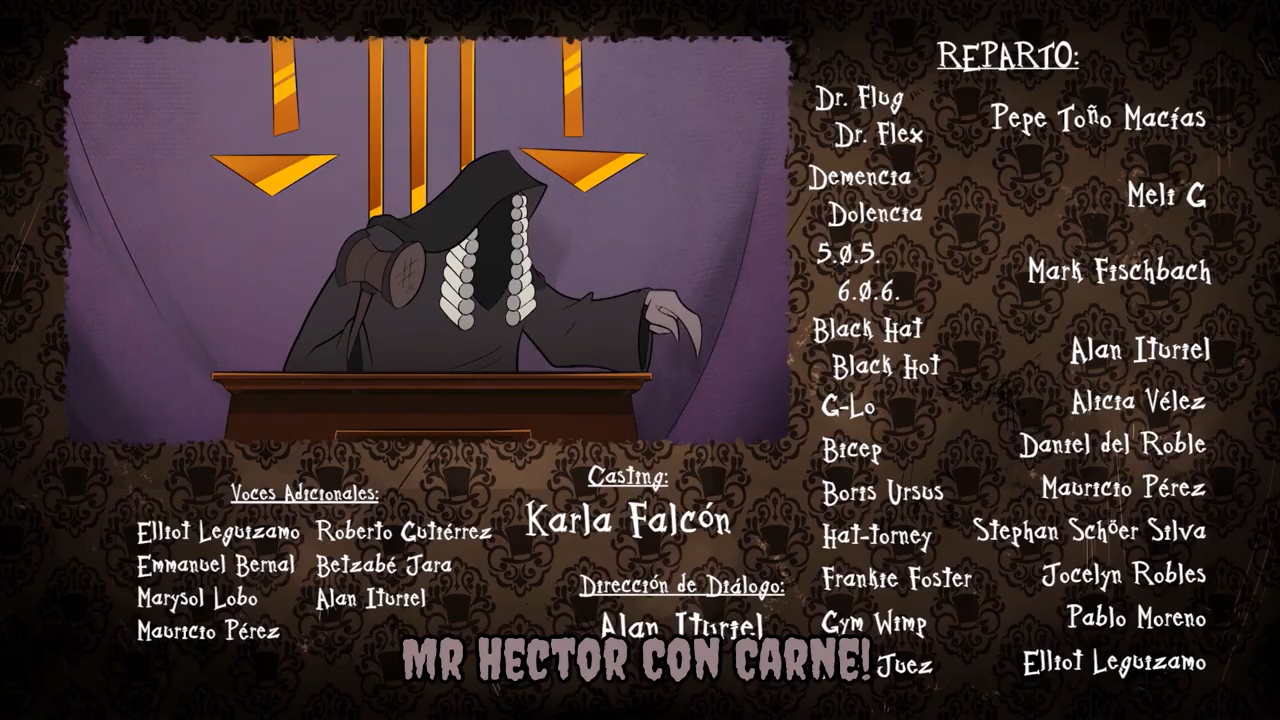 REPARTO:
Dr. Flug
Dr. Flex
Pepe Toño Macías
Demencia
Dolencia
Meli G
5.0.5.
6.0.6.
Mark Fischbach
Black Hat
Black Hot
Alan Ituriel
G-Lo
Alicia Vélez
Bicep
Daniel del Roble
Boris Ursus
Mauricio Pérez
Hat-torney
Stephan Schöer Silva
Frankie Foster
Jocelyn Robles
Gym Wimp
Pablo Moreno
Juez
Elliot Leguizamo
Voces Adicionales:
Elliot Leguizamo Roberto Gutiérrez
Emmanuel Bernal Betzabé Jara
Marysol Lobo Alan Ituriel
Mauricio Pérez
Casting:
Karla Falcón
Dirección de Diálogo:
Alan Ituriel
MR HECTOR CON CARNE!